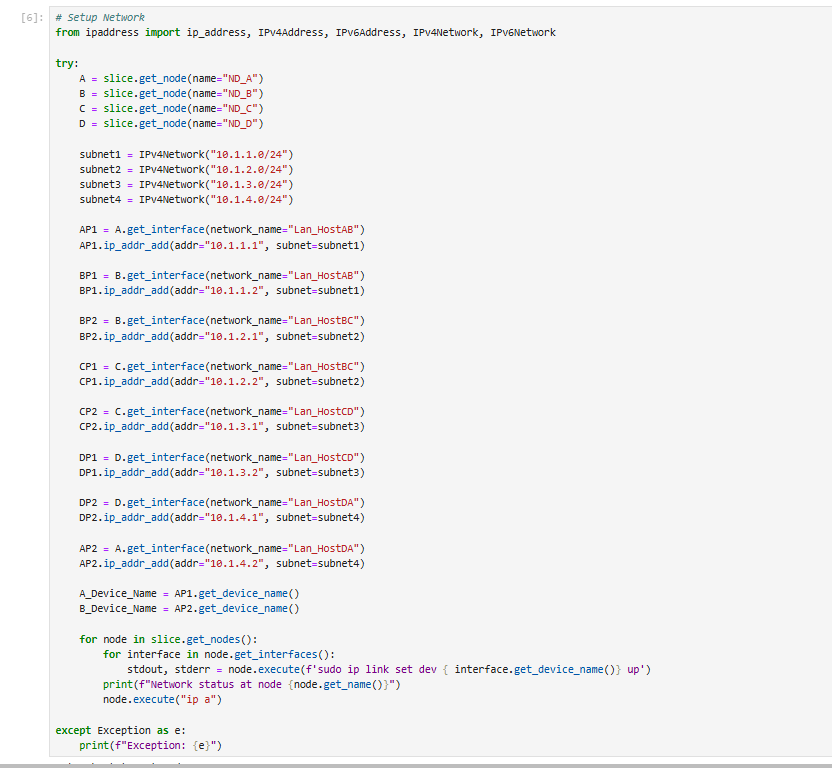 [6]:
# Setup Network
from ipaddress import ip_address, IPv4Address, IPv6Address, IPv4Network, IPv6Network
try:
    A = slice.get_node(name="ND_A")
    B = slice.get_node(name="ND_B")
    C = slice.get_node(name="ND_C")
    D = slice.get_node(name="ND_D")
    subnet1 = IPv4Network("10.1.1.0/24")
    subnet2 = IPv4Network("10.1.2.0/24")
    subnet3 = IPv4Network("10.1.3.0/24")
    subnet4 = IPv4Network("10.1.4.0/24")
    AP1 = A.get_interface(network_name="Lan_HostAB")
    AP1.ip_addr_add(addr="10.1.1.1", subnet=subnet1)
    BP1 = B.get_interface(network_name="Lan_HostAB")
    BP1.ip_addr_add(addr="10.1.1.2", subnet=subnet1)
    BP2 = B.get_interface(network_name="Lan_HostBC")
    BP2.ip_addr_add(addr="10.1.2.1", subnet=subnet2)
    CP1 = C.get_interface(network_name="Lan_HostBC")
    CP1.ip_addr_add(addr="10.1.2.2", subnet=subnet2)
    CP2 = C.get_interface(network_name="Lan_HostCD")
    CP2.ip_addr_add(addr="10.1.3.1", subnet=subnet3)
    DP1 = D.get_interface(network_name="Lan_HostCD")
    DP1.ip_addr_add(addr="10.1.3.2", subnet=subnet3)
    DP2 = D.get_interface(network_name="Lan_HostDA")
    DP2.ip_addr_add(addr="10.1.4.1", subnet=subnet4)
    AP2 = A.get_interface(network_name="Lan_HostDA")
    AP2.ip_addr_add(addr="10.1.4.2", subnet=subnet4)
    A_Device_Name = AP1.get_device_name()
    B_Device_Name = AP2.get_device_name()
    for node in slice.get_nodes():
        for interface in node.get_interfaces():
            stdout, stderr = node.execute(f'sudo ip link set dev { interface.get_device_name()} up')
        print(f"Network status at node {node.get_name()}")
        node.execute("ip a")
except Exception as e:
    print(f"Exception: {e}")